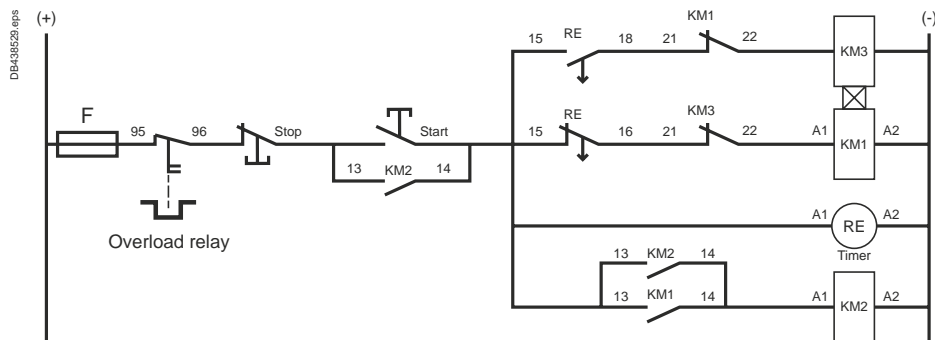 DB438529.eps
(+)
(-)
KM1
15
RE
18
21
22
KM3
F
95
96
Stop
Start
15
RE
16
21
KM3
22
A1
KM1
A2
13
KM2
14
Overload relay
A1
RE
A2
Timer
13
KM2
14
13
KM1
14
A1
KM2
A2